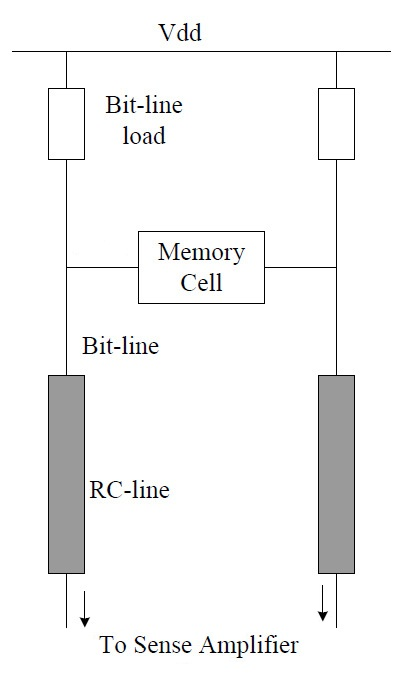 Vdd
Bit-line
load
Memory
Cell
Bit-line
RC-line
To Sense Amplifier